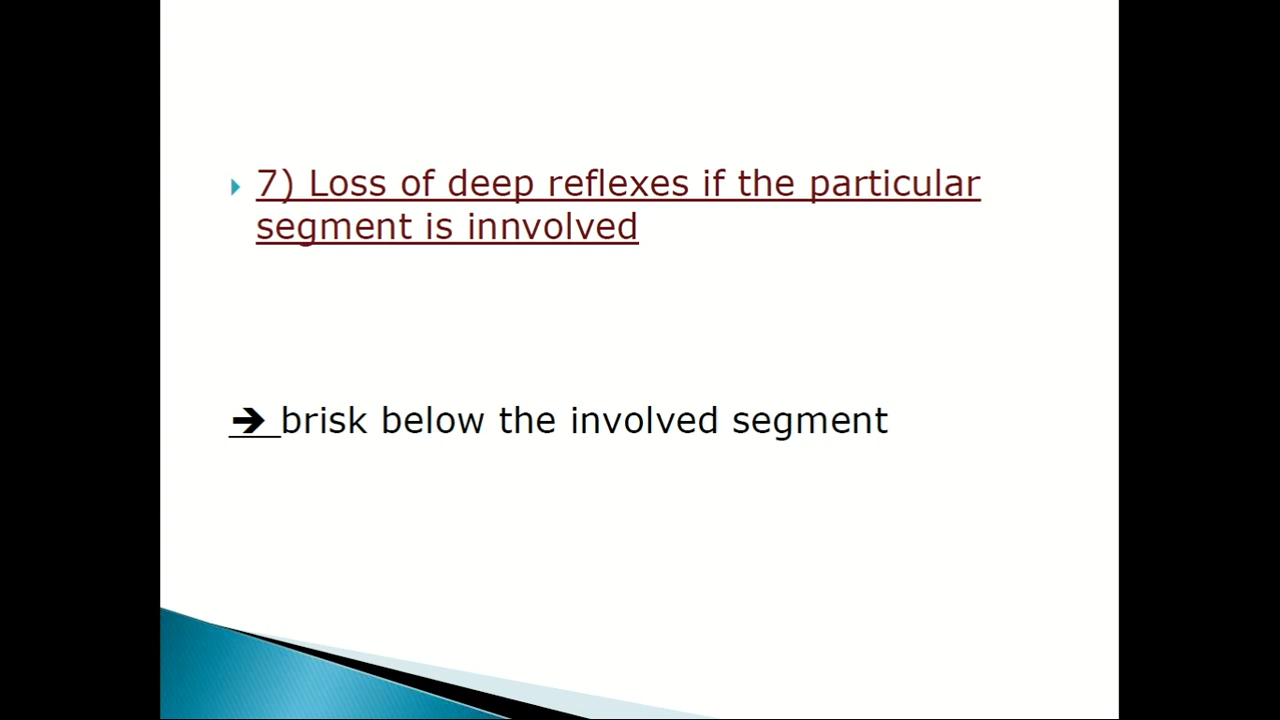 7) Loss of deep reflexes if the particular
segment is innvolved
➔ brisk below the involved segment